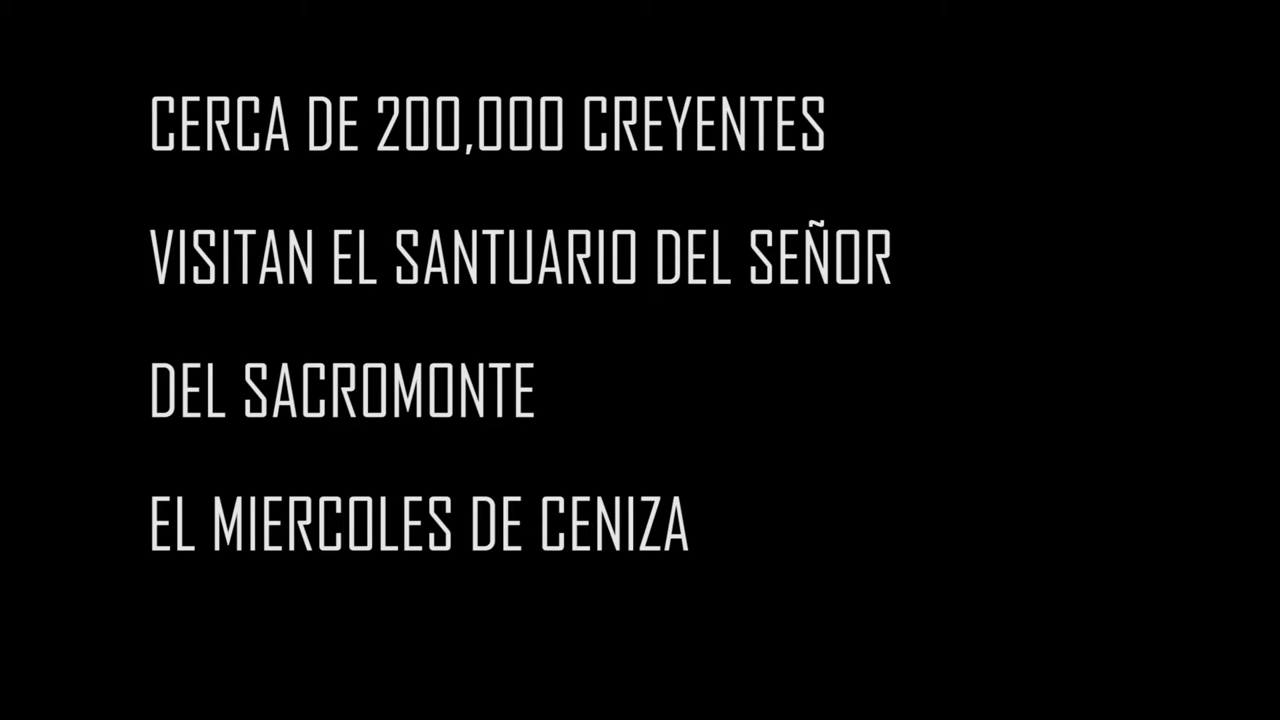 CERCA DE 200,000 CREYENTES
VISITAN EL SANTUARIO DEL SEÑOR
DEL SACROMONTE
EL MIERCOLES DE CENIZA